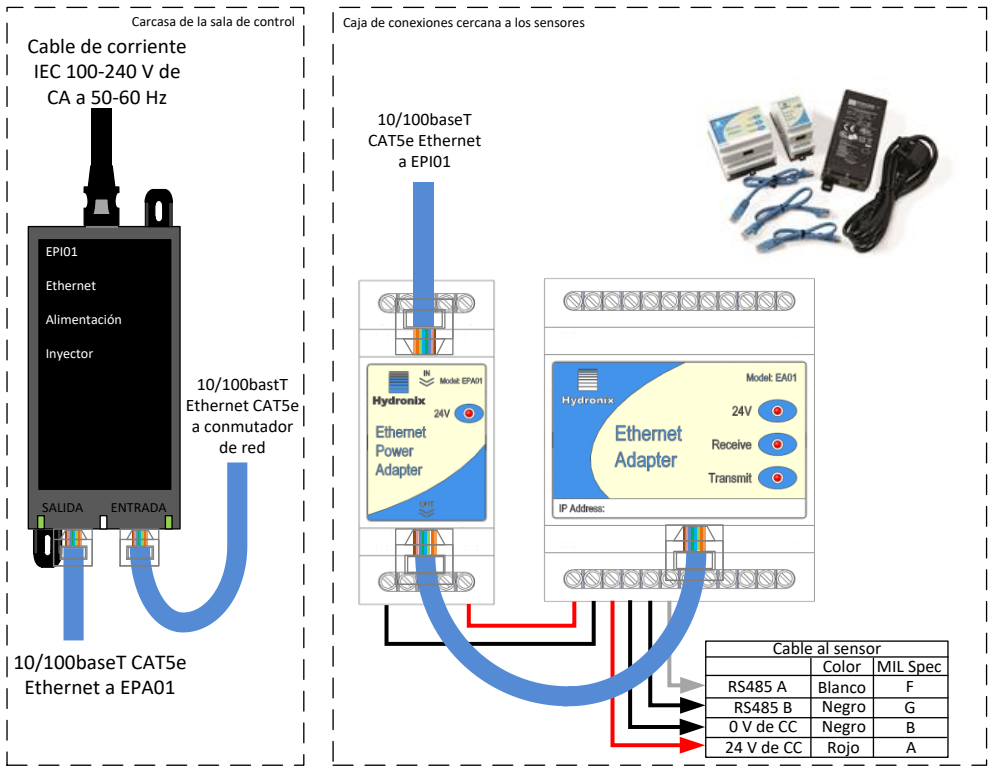 Carcasa de la sala de control
Cable de corriente
IEC 100-240 V de
CA a 50-60 Hz
EPI01
Ethernet
Alimentación
Inyector
10/100bastT
Ethernet CAT5e
a conmutador
de red
SALIDA
ENTRADA
10/100baseT CAT5e
Ethernet a EPA01
Caja de conexiones cercana a los sensores
10/100baseT
CAT5e Ethernet
a EPI01
IN
Model: EPA01
Hydronix
24V
Ethernet
Power
Adapter
OUT
Model: EA01
Hydronix
24V
Ethernet
Adapter
Receive
Transmit
IP Address:
Cable al sensor
Color MIL Spec
RS485 A Blanco F
RS485 B Negro G
0 V de CC Negro B
24 V de CC Rojo A